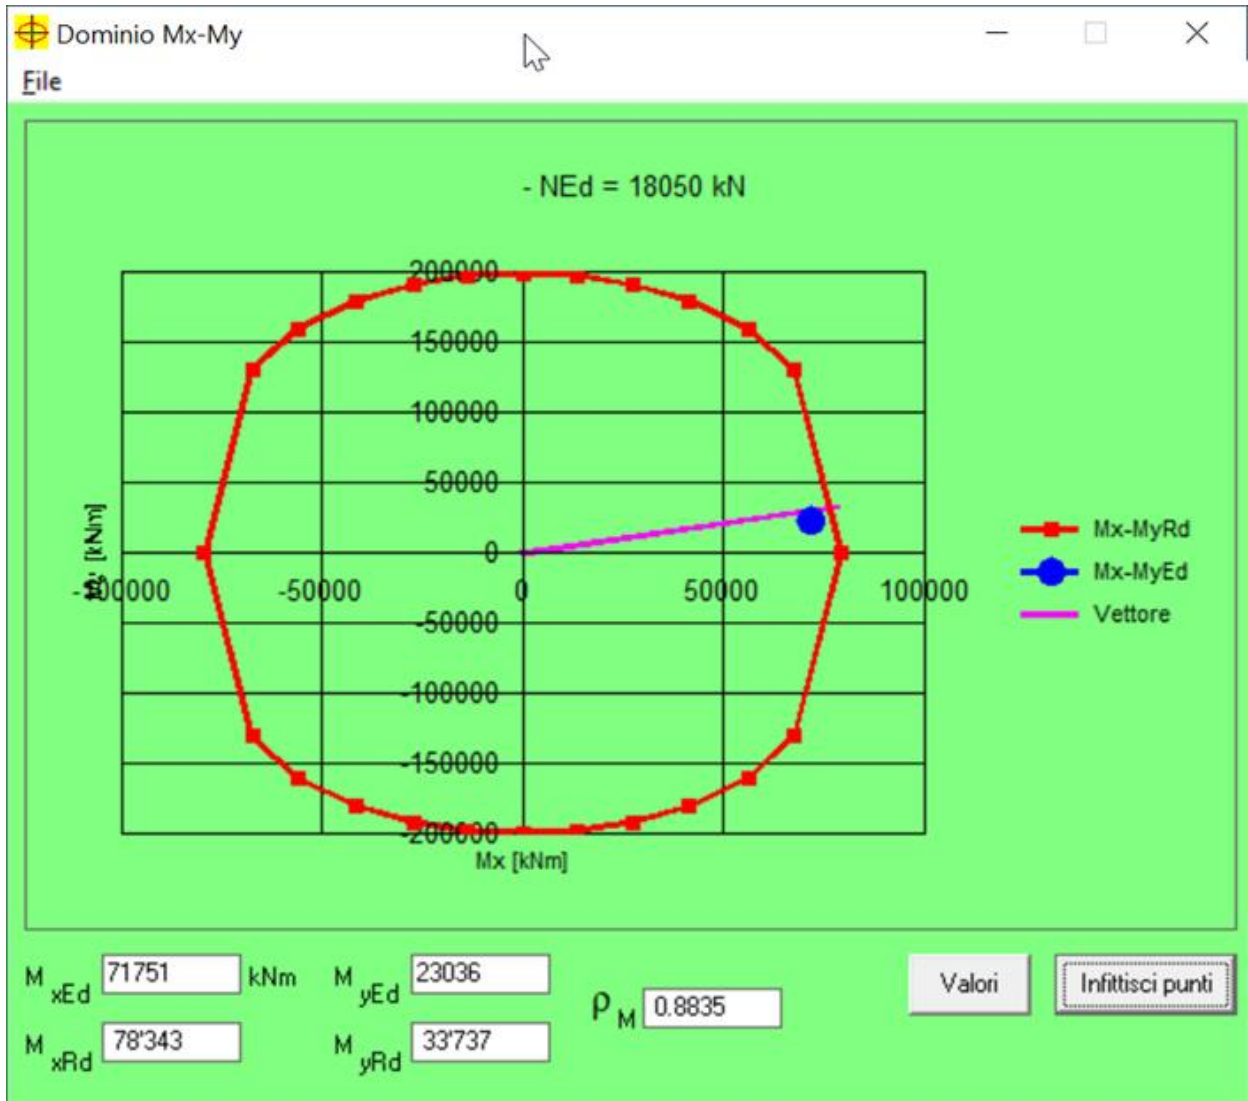 Dominio Mx-My
File
- NEd = 18050 kN
200000
150000
100000
50000
0
-100000 -50000 0 50000 100000
-50000
-100000
-150000
-200000
[kNm]
Mx [kNm]
Mx-MyRd
Mx-MyEd
Vettore
M xEd 71751 kNm M yEd 23036
ρ M 0.8835
Valori Infittisci punti
M xRd 78'343 M yRd 33'737